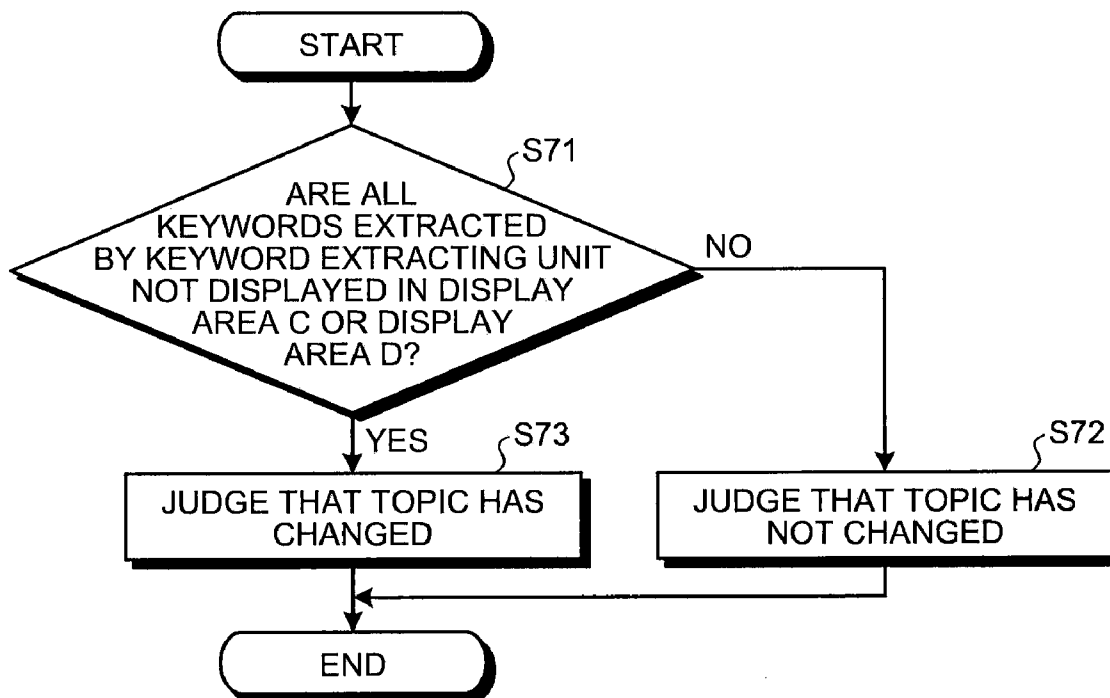 START
S71
ARE ALL
KEYWORDS EXTRACTED
BY KEYWORD EXTRACTING UNIT
NOT DISPLAYED IN DISPLAY
AREA C OR DISPLAY
AREA D?
NO
YES
S73
JUDGE THAT TOPIC HAS
CHANGED
S72
JUDGE THAT TOPIC HAS
NOT CHANGED
END